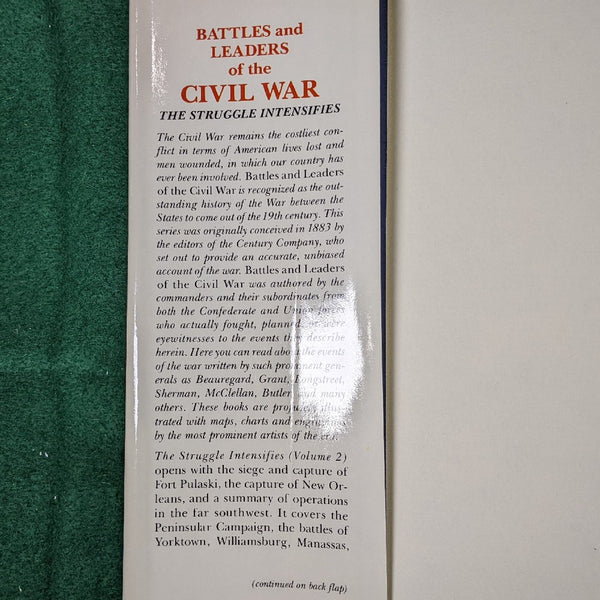 BATTLES and
LEADERS
of the
CIVIL WAR
THE STRUGGLE INTENSIFIES
The Civil War remains the costliest con-
flict in terms of American lives lost and
men wounded, in which our country has
ever been involved. Battles and Leaders
of the Civil War is recognized as the out-
standing history of the War between the
States to come out of the 19th century. This
series was originally conceived in 1883 by
the editors of the Century Company, who
set out to provide an accurate, unbiased
account of the war. Battles and Leaders
of the Civil War was authored by the
commanders and their subordinates from
both the Confederate and Union forces
who actually fought, planned, or were
eyewitnesses to the events they describe
herein. Here you can read about the events
of the war written by such prominent gen-
erals as Beauregard, Grant, Longstreet,
Sherman, McClellan, Butler and many
others. These books are profusely illus-
trated with maps, charts and engravings
by the most prominent artists of the era.
The Struggle Intensifies (Volume 2)
opens with the siege and capture of
Fort Pulaski, the capture of New Or-
leans, and a summary of operations
in the far southwest. It covers the
Peninsular Campaign, the battles of
Yorktown, Williamsburg, Manassas,
(continued on back flap)